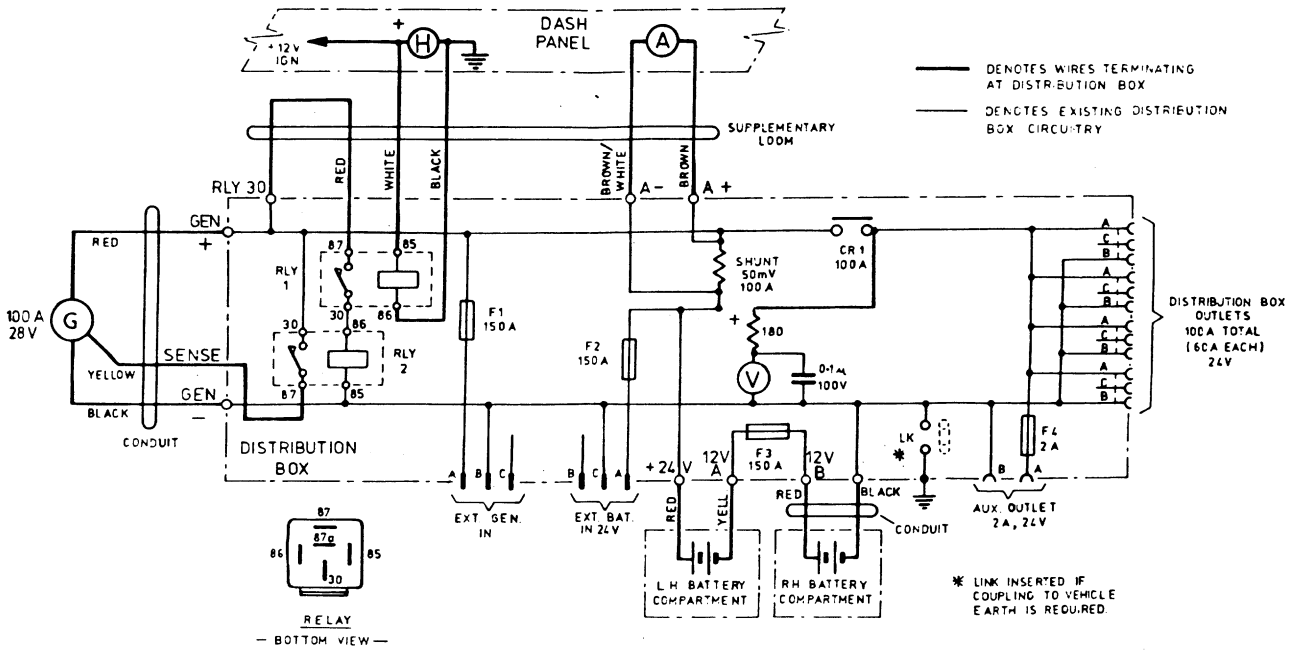 DASH
PANEL
+
H
A
+12V
IGN
DENOTES WIRES TERMINATING
AT DISTRIBUTION BOX
DENOTES EXISTING DISTRIBUTION
BOX CIRCUITRY
SUPPLEMENTARY
LOOM
RED
WHITE
BLACK
BROWN/
WHITE
BROWN
RLY 30
A-
A+
GEN
+
RED
87
85
RLY
1
30
86
SHUNT
50mV
100A
CR1
100A
A
C
B
A
C
B
A
C
B
A
C
B
DISTRIBUTION BOX
OUTLETS
100A TOTAL
(60A EACH)
24V
100A
28V
G
SENSE
YELLOW
30
86
RLY
2
87
85
F1
150A
F2
150A
+
180
V
0·1µ
100V
GEN
-
BLACK
CONDUIT
DISTRIBUTION
BOX
A
B
C
EXT. GEN.
IN
B
C
A
EXT. BAT.
IN 24V
+24V
12V
A
F3
150A
12V
B
LK
*
F4
2A
B
A
AUX. OUTLET
2A, 24V
RED
YELL
RED
BLACK
CONDUIT
LH BATTERY
COMPARTMENT
RH BATTERY
COMPARTMENT
* LINK INSERTED IF
COUPLING TO VEHICLE
EARTH IS REQUIRED.
87
87a
86
85
30
RELAY
— BOTTOM VIEW —